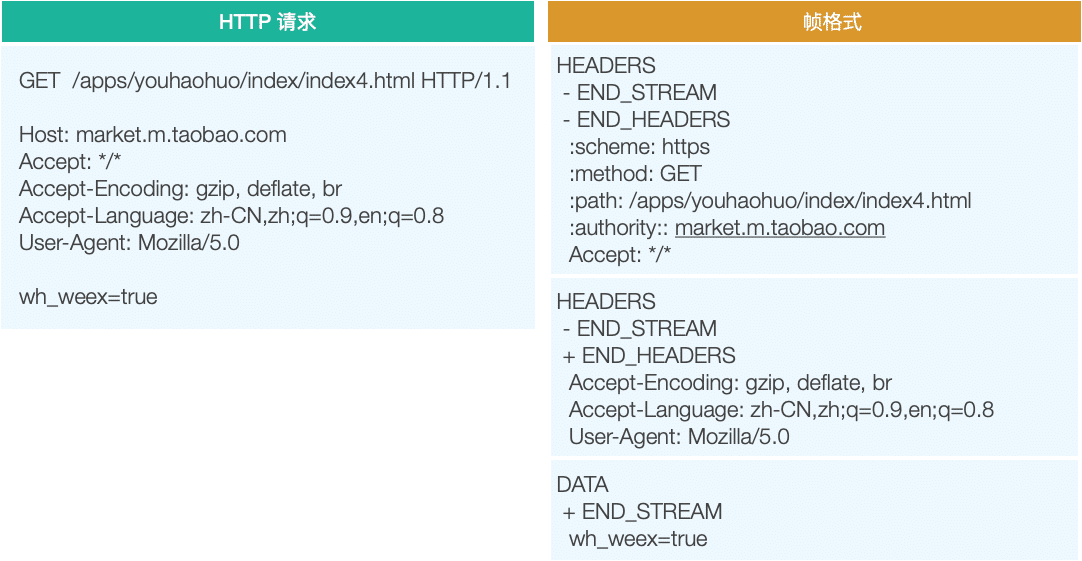 HTTP 请求
GET /apps/youhaohuo/index/index4.html HTTP/1.1
Host: market.m.taobao.com
Accept: */*
Accept-Encoding: gzip, deflate, br
Accept-Language: zh-CN,zh;q=0.9,en;q=0.8
User-Agent: Mozilla/5.0
wh_weex=true
帧格式
HEADERS
- END_STREAM
- END_HEADERS
:scheme: https
:method: GET
:path: /apps/youhaohuo/index/index4.html
:authority:: market.m.taobao.com
Accept: */*
HEADERS
- END_STREAM
+ END_HEADERS
Accept-Encoding: gzip, deflate, br
Accept-Language: zh-CN,zh;q=0.9,en;q=0.8
User-Agent: Mozilla/5.0
DATA
+ END_STREAM
wh_weex=true